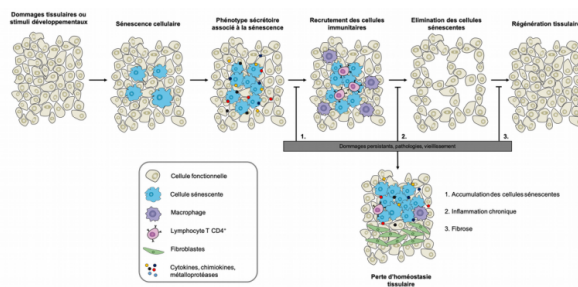 Dommages tissulaires ou
stimuli développementaux
Sénescence cellulaire
Phénotype sécrétoire
associé à la sénescence
Recrutement des cellules
immunitaires
Elimination des cellules
sénescentes
Régénération tissulaire
1.
2.
3.
Dommages persistants, pathologies, vieillissement
Cellule fonctionnelle
Cellule sénescente
Macrophage
Lymphocyte T CD4⁺
Fibroblastes
Cytokines, chimiokines,
métalloprotéases
1. Accumulation des cellules sénescentes
2. Inflammation chronique
3. Fibrose
Perte d'homéostasie
tissulaire